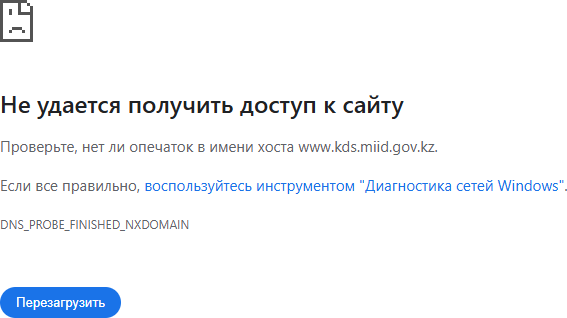 Не удается получить доступ к сайту
Проверьте, нет ли опечаток в имени хоста www.kds.miid.gov.kz.
Если все правильно, воспользуйтесь инструментом "Диагностика сетей Windows".
DNS_PROBE_FINISHED_NXDOMAIN
Перезагрузить